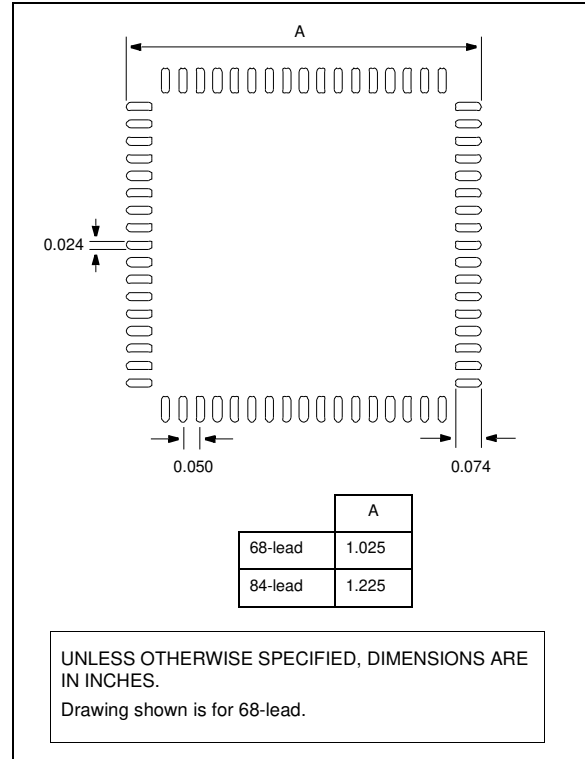 A
0.024
0.050
0.074
A
68-lead 1.025
84-lead 1.225
UNLESS OTHERWISE SPECIFIED, DIMENSIONS ARE
IN INCHES.
Drawing shown is for 68-lead.